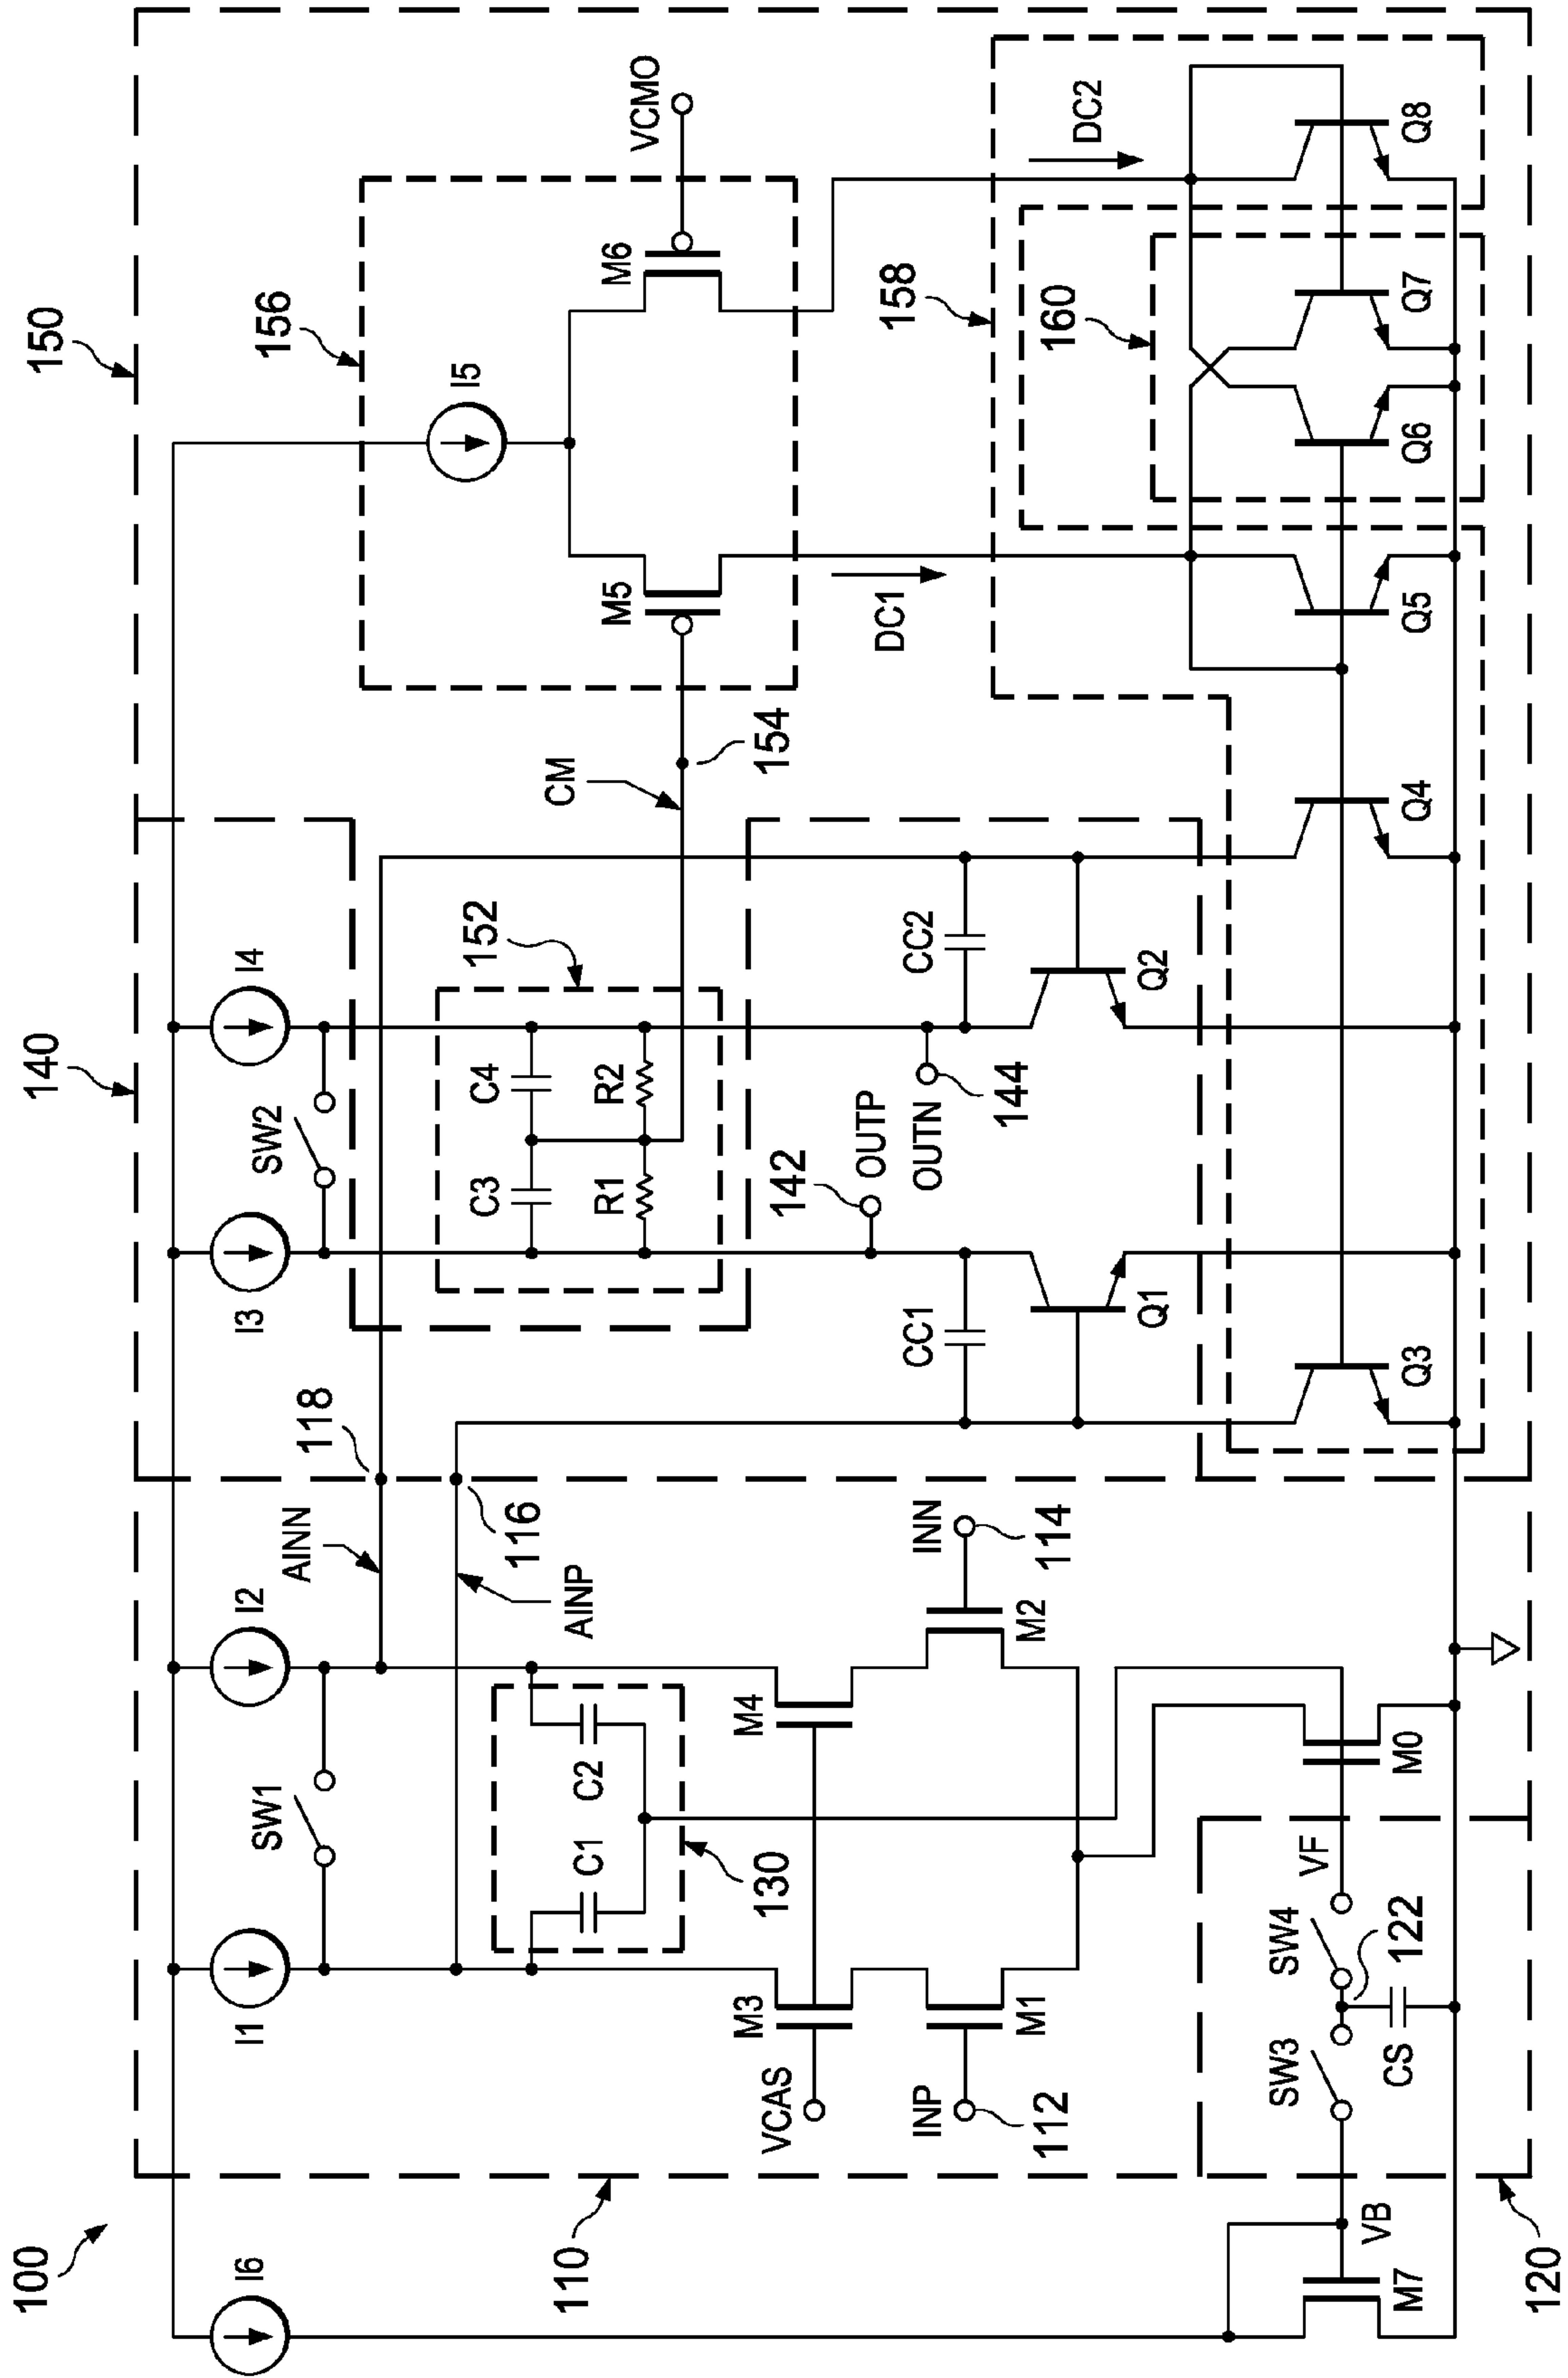 100
I6
110
M7
VB
120
I1
SW1
I2
AINN
118
116
AINP
C1
C2
130
M3
M4
VCAS
INP
112
M1
M2
INN
114
SW3
SW4
VF
122
CS
M0
140
I3
SW2
I4
152
C3
C4
R1
R2
142
OUTP
OUTN
144
CC1
CC2
Q1
Q2
Q3
Q4
CM
154
150
156
I5
M5
M6
VCMO
DC1
DC2
158
160
Q5
Q6
Q7
Q8